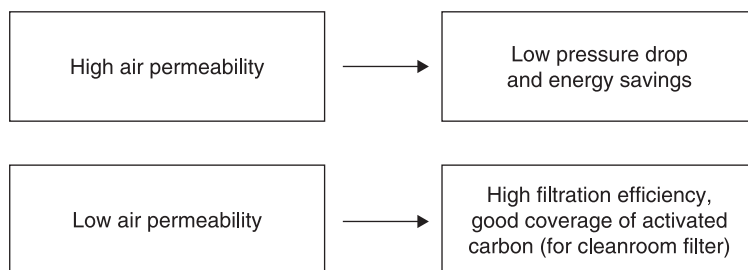 High air permeability
Low pressure drop
and energy savings
Low air permeability
High filtration efficiency,
good coverage of activated
carbon (for cleanroom filter)